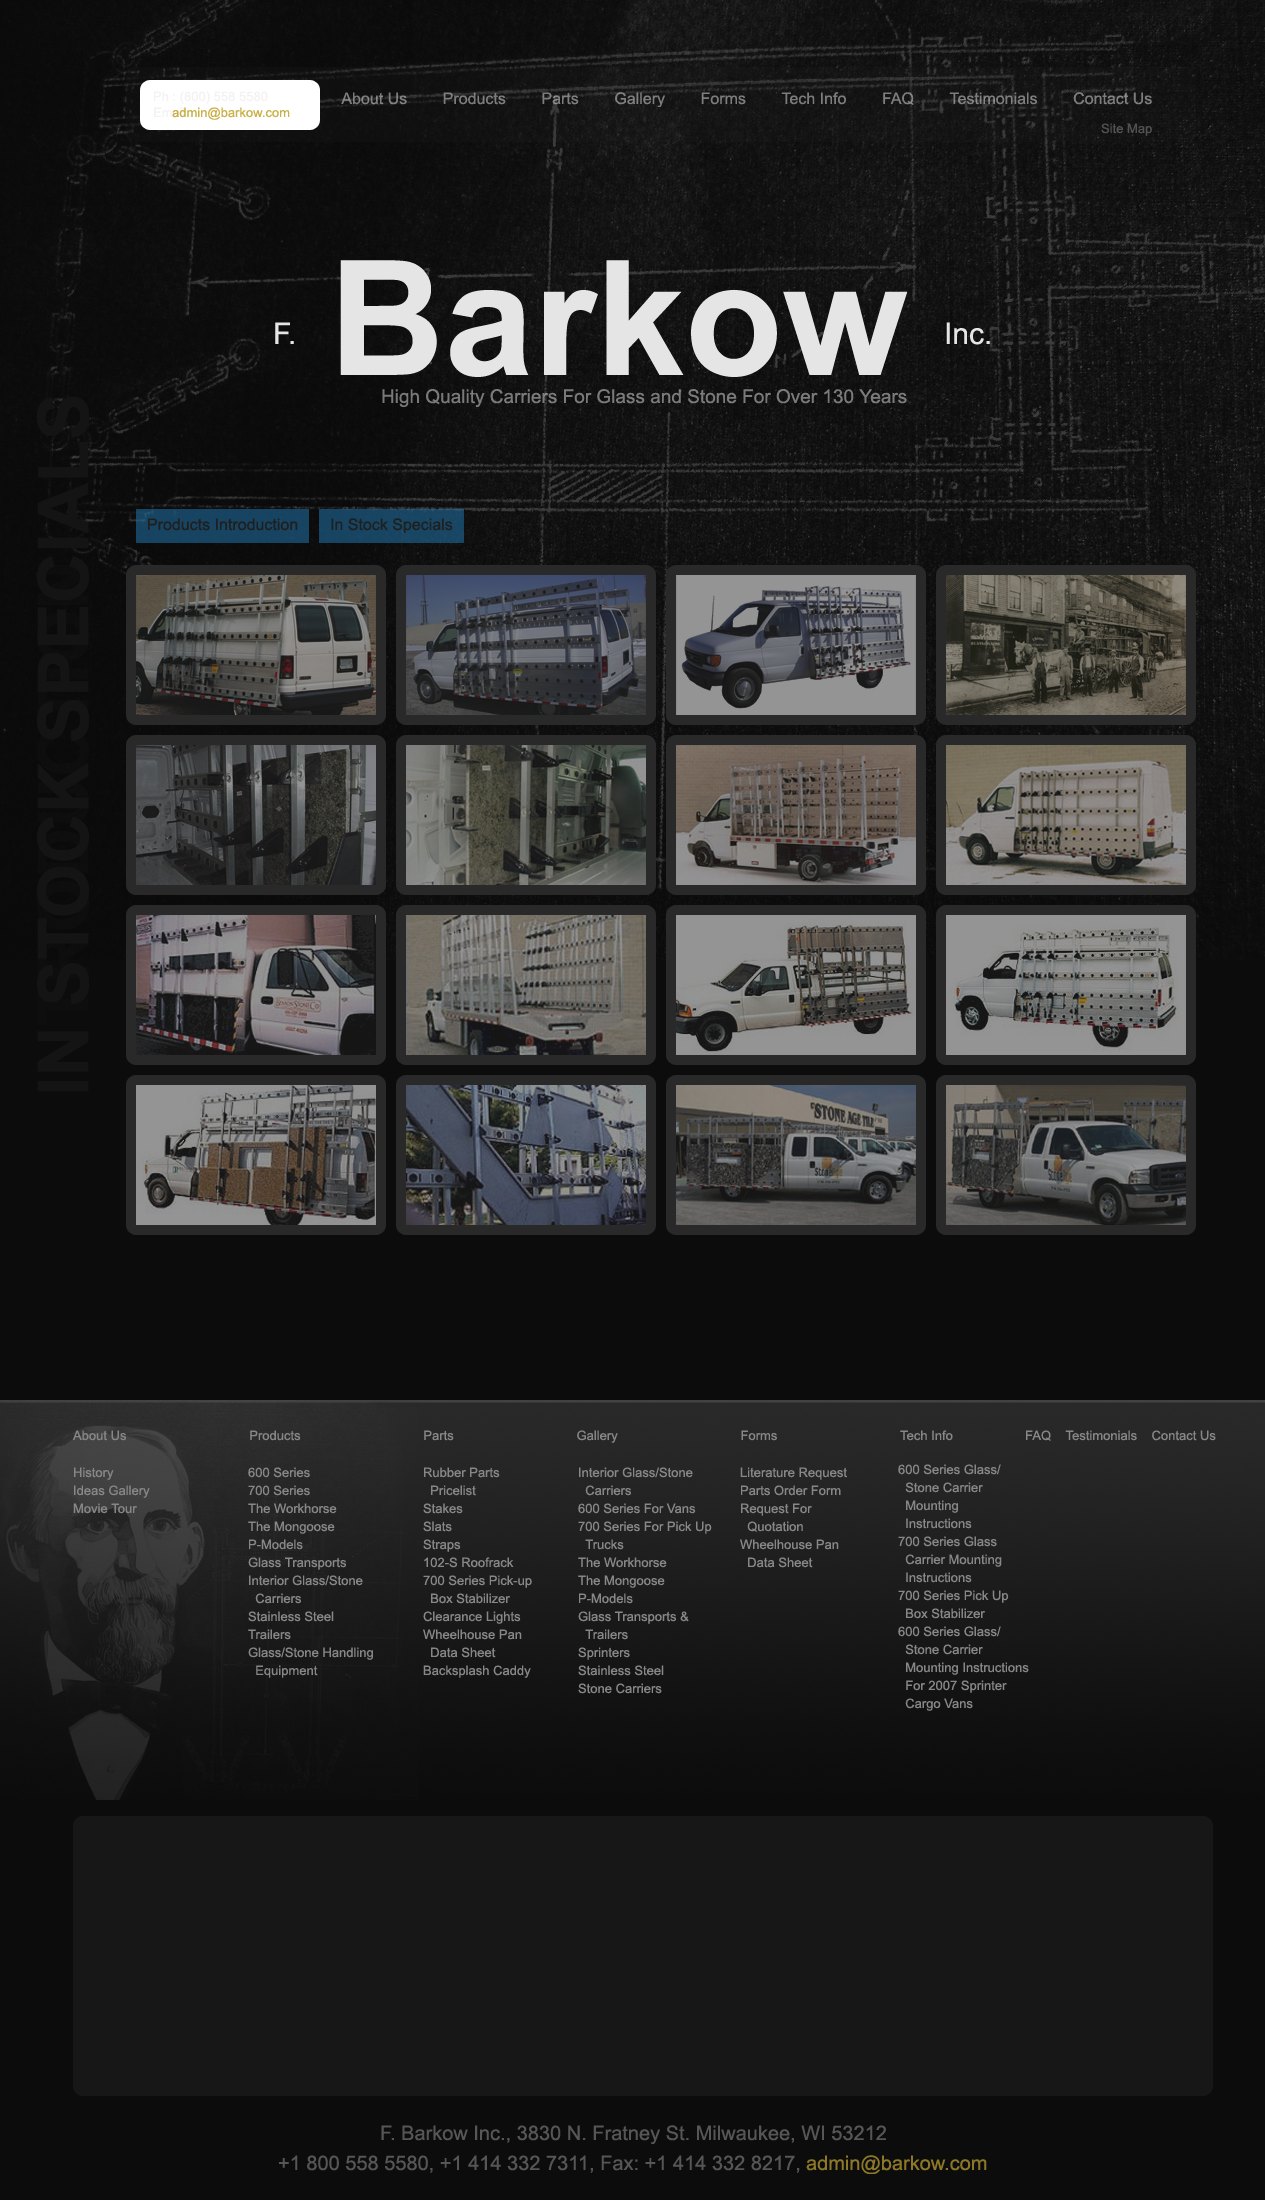 Ph : (800) 558 5580
Em admin@barkow.com
About Us Products Parts Gallery Forms Tech Info FAQ Testimonials Contact Us
Site Map
F. Barkow Inc.
High Quality Carriers For Glass and Stone For Over 130 Years
IN STOCK SPECIALS
Products Introduction In Stock Specials
"STONE AGE TILE
About Us
History
Ideas Gallery
Movie Tour
Products
600 Series
700 Series
The Workhorse
The Mongoose
P-Models
Glass Transports
Interior Glass/Stone
Carriers
Stainless Steel
Trailers
Glass/Stone Handling
Equipment
Parts
Rubber Parts
Pricelist
Stakes
Slats
Straps
102-S Roofrack
700 Series Pick-up
Box Stabilizer
Clearance Lights
Wheelhouse Pan
Data Sheet
Backsplash Caddy
Gallery
Interior Glass/Stone
Carriers
600 Series For Vans
700 Series For Pick Up
Trucks
The Workhorse
The Mongoose
P-Models
Glass Transports &
Trailers
Sprinters
Stainless Steel
Stone Carriers
Forms
Literature Request
Parts Order Form
Request For
Quotation
Wheelhouse Pan
Data Sheet
Tech Info
600 Series Glass/
Stone Carrier
Mounting
Instructions
700 Series Glass
Carrier Mounting
Instructions
700 Series Pick Up
Box Stabilizer
600 Series Glass/
Stone Carrier
Mounting Instructions
For 2007 Sprinter
Cargo Vans
FAQ
Testimonials
Contact Us
F. Barkow Inc., 3830 N. Fratney St. Milwaukee, WI 53212
+1 800 558 5580, +1 414 332 7311, Fax: +1 414 332 8217, admin@barkow.com